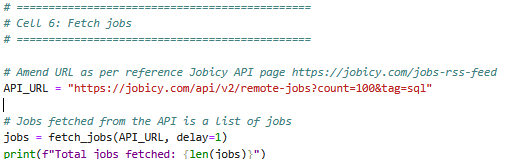 # ==============================================
# Cell 6: Fetch jobs
# ==============================================
# Amend URL as per reference Jobicy API page https://jobicy.com/jobs-rss-feed
API_URL = "https://jobicy.com/api/v2/remote-jobs?count=100&tag=sql"
# Jobs fetched from the API is a list of jobs
jobs = fetch_jobs(API_URL, delay=1)
print(f"Total jobs fetched: {len(jobs)}")